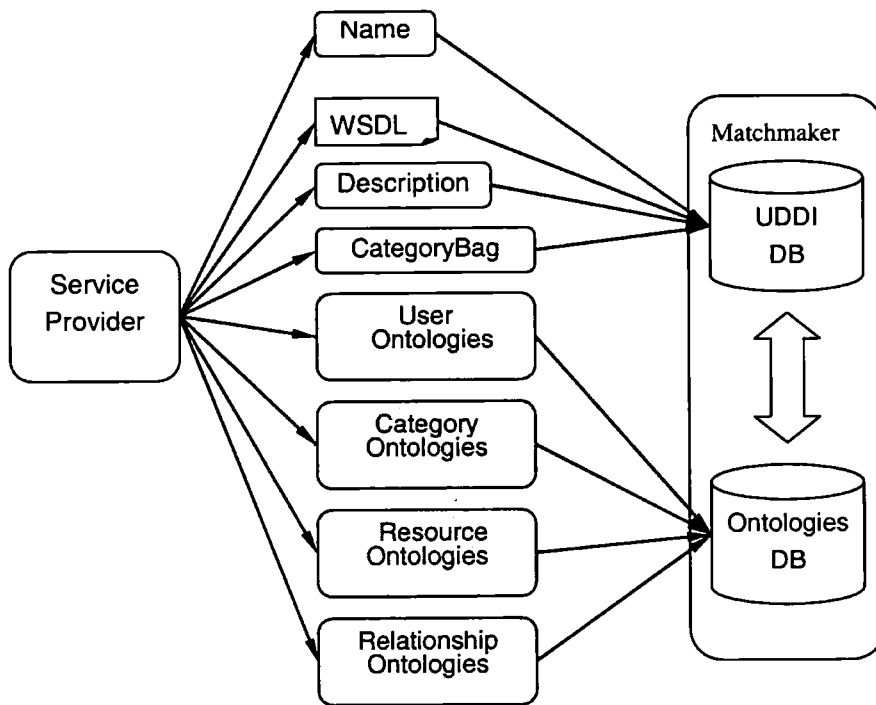 Name
WSDL
Description
CategoryBag
User
Ontologies
Category
Ontologies
Resource
Ontologies
Relationship
Ontologies
Service
Provider
Matchmaker
UDDI
DB
Ontologies
DB